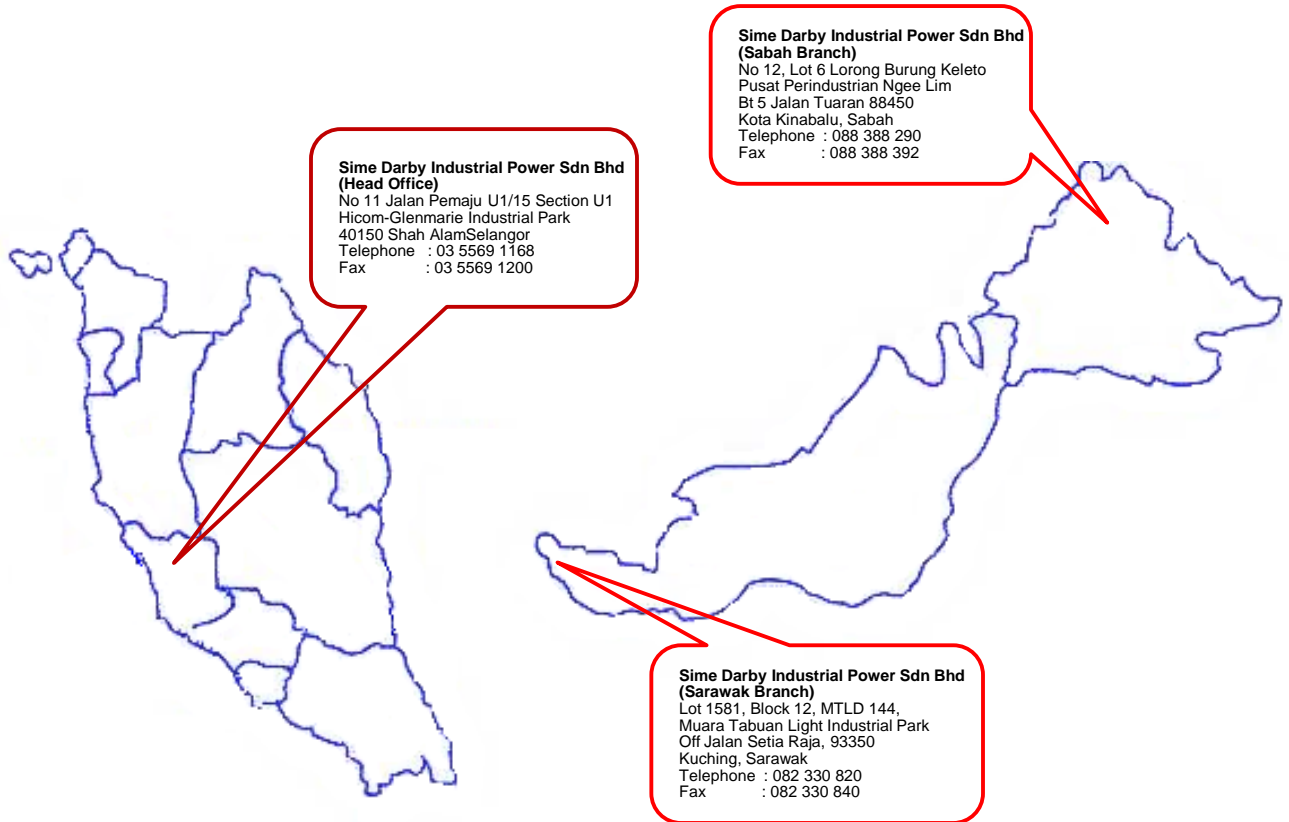 Sime Darby Industrial Power Sdn Bhd
(Sabah Branch)
No 12, Lot 6 Lorong Burung Keleto
Pusat Perindustrian Ngee Lim
Bt 5 Jalan Tuaran 88450
Kota Kinabalu, Sabah
Telephone : 088 388 290
Fax : 088 388 392
Sime Darby Industrial Power Sdn Bhd
(Head Office)
No 11 Jalan Pemaju U1/15 Section U1
Hicom-Glenmarie Industrial Park
40150 Shah AlamSelangor
Telephone : 03 5569 1168
Fax : 03 5569 1200
Sime Darby Industrial Power Sdn Bhd
(Sarawak Branch)
Lot 1581, Block 12, MTLD 144,
Muara Tabuan Light Industrial Park
Off Jalan Setia Raja, 93350
Kuching, Sarawak
Telephone : 082 330 820
Fax : 082 330 840